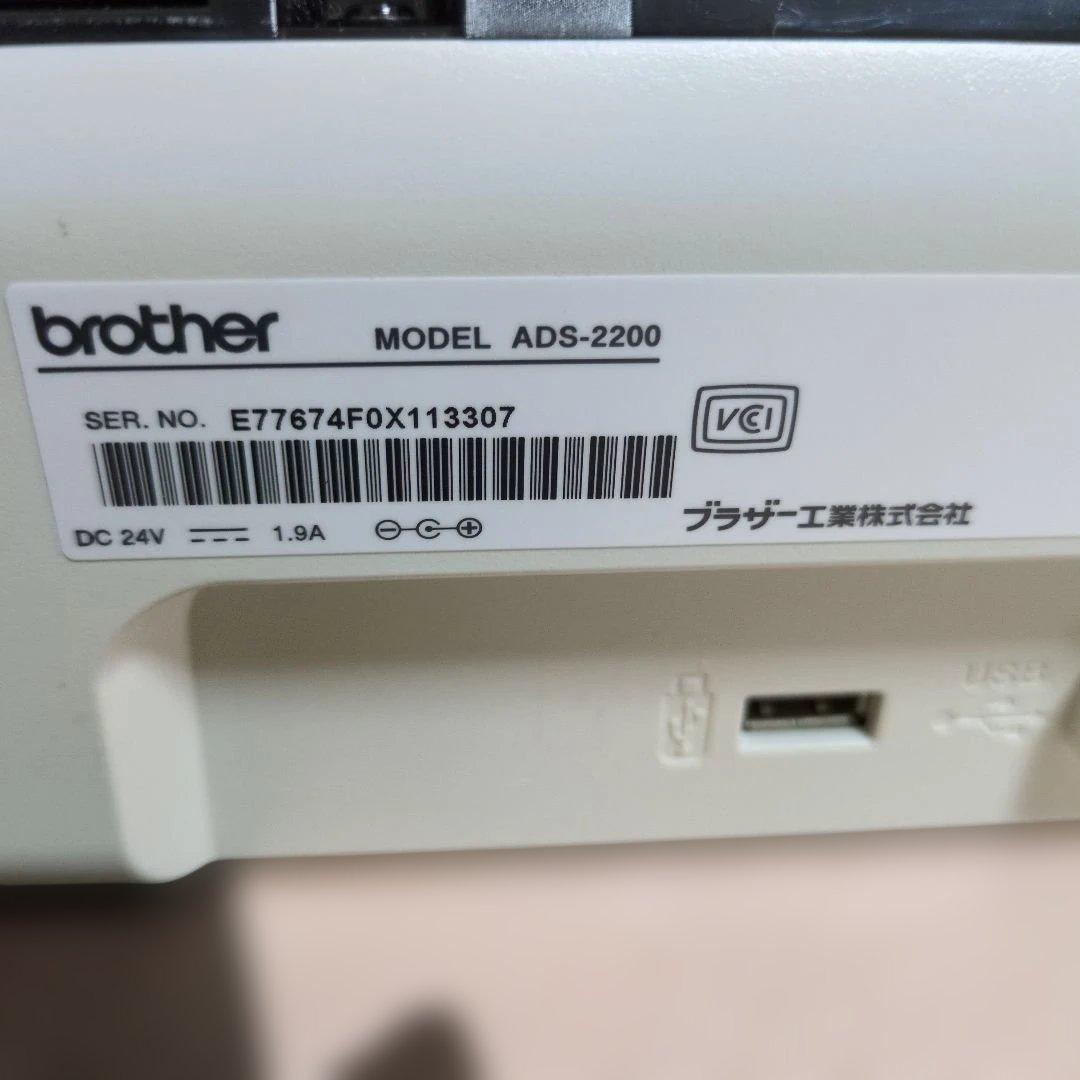 brother
MODEL ADS-2200
SER. NO. E77674F0X113307
VCCI
DC 24V 1.9A
ブラザー工業株式会社
USB